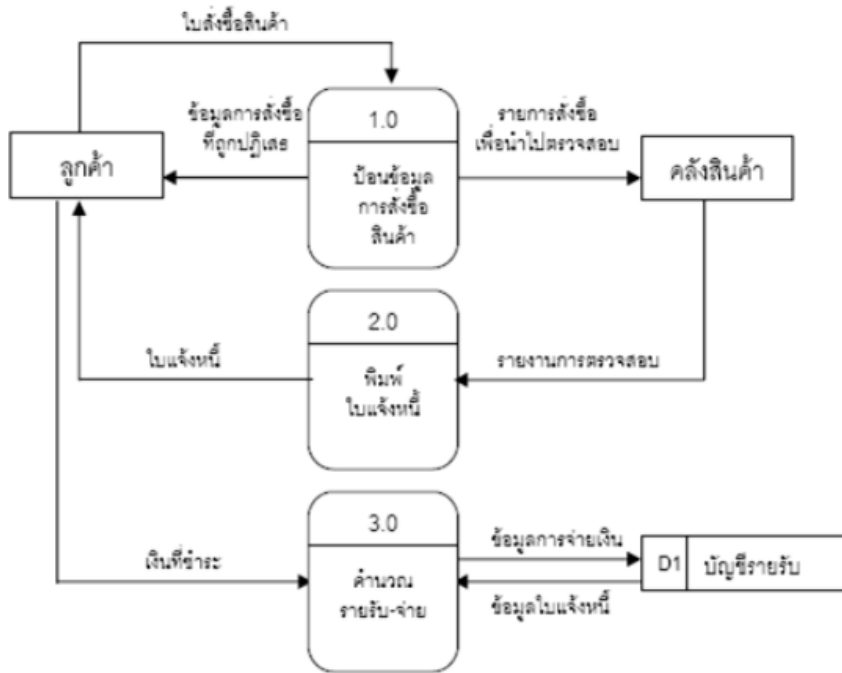 ใบสั่งซื้อสินค้า
ข้อมูลการสั่งซื้อ
ที่ถูกปฏิเสธ
1.0
รายการสั่งซื้อ
เพื่อนำไปตรวจสอบ
ลูกค้า
ป้อนข้อมูล
การสั่งซื้อ
สินค้า
คลังสินค้า
2.0
ใบแจ้งหนี้
พิมพ์
ใบแจ้งหนี้
รายงานการตรวจสอบ
3.0
เงินที่ชำระ
คำนวณ
รายรับ-จ่าย
ข้อมูลการจ่ายเงิน
D1 บัญชีรายรับ
ข้อมูลใบแจ้งหนี้